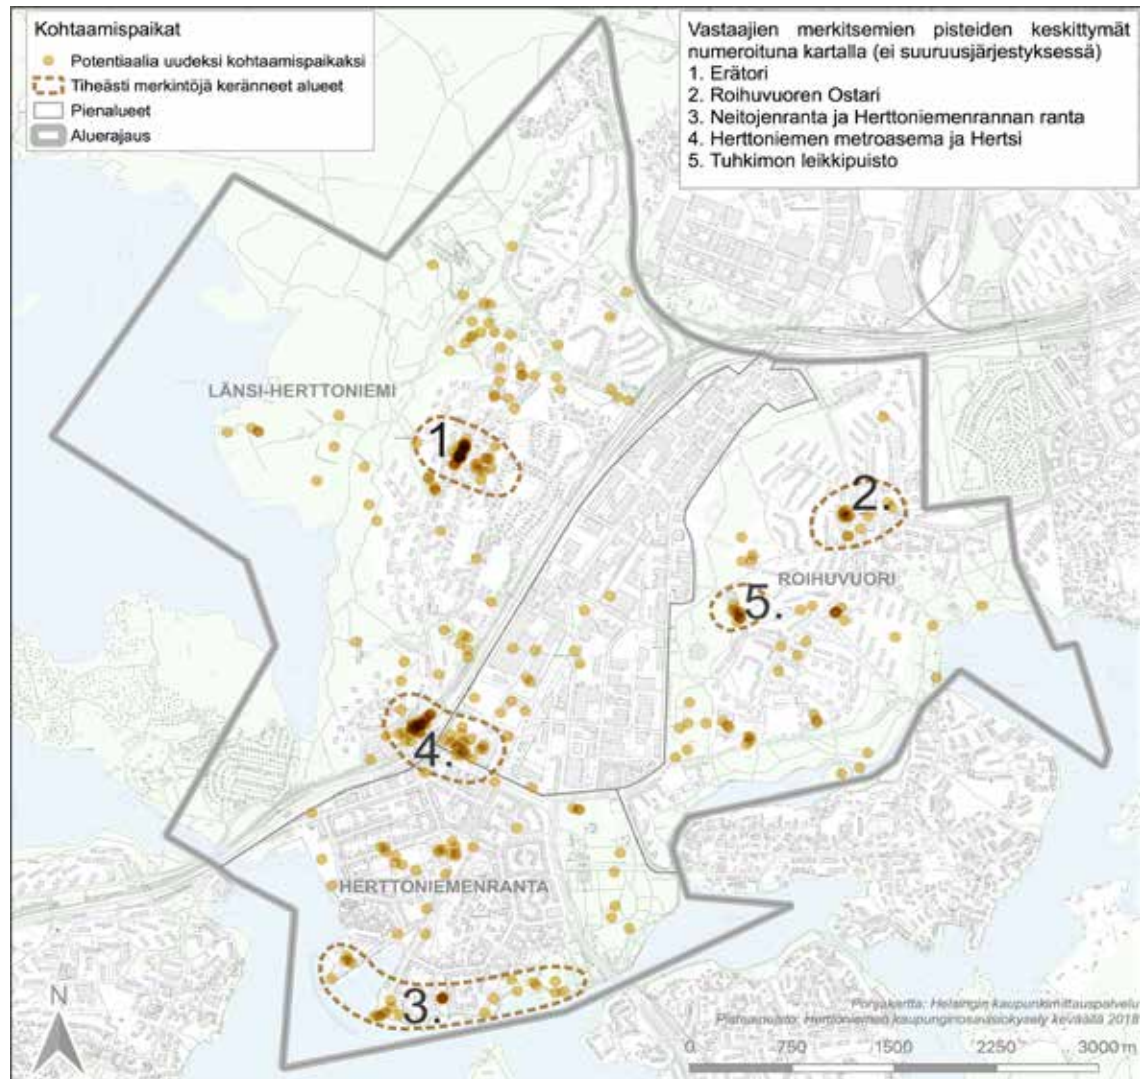 Kohtaamispaikat
Potentiaalia uudeksi kohtaamispaikaksi
Tiheästi merkintöjä keränneet alueet
Pienalueet
Aluerajaus
Vastaajien merkitsemien pisteiden keskittymät
numeroituna kartalla (ei suuruusjärjestyksessä)
1. Erätori
2. Roihuvuoren Ostari
3. Neitojenranta ja Herttoniemenrannan ranta
4. Herttoniemen metroasema ja Hertsi
5. Tuhkimon leikkipuisto
LÄNSI-HERTTONIEMI
1.
2.
ROIHUVUORI
5.
4.
HERTTONIEMENRANTA
3.
N
Pohjakartta: Helsingin kaupunkimittauspalvelu
Pisteaineisto: Herttoniemen kaupunginosavisiokysely keväällä 2018
0 750 1500 2250 3000 m